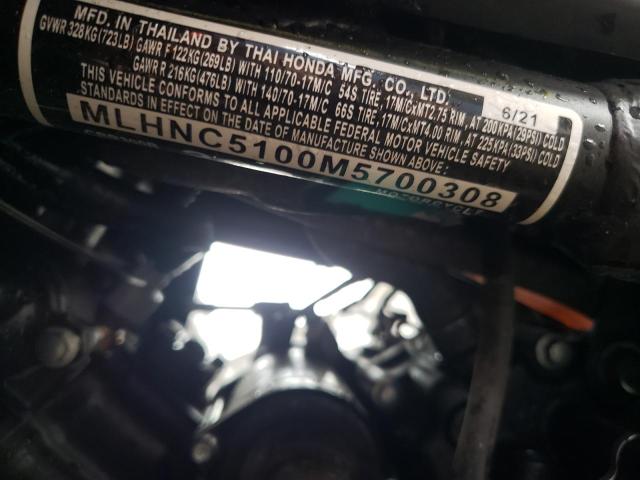 MFD. IN THAILAND BY THAI HONDA MFG. CO., LTD. 6/21
GVWR 328KG(723LB) GAWR F 122KG(269LB) WITH 110/70-17M/C 54S TIRE, 17M/CxMT2.75 RIM, AT 200KPA(29PSI) COLD
GAWR R 216KG(476LB) WITH 140/70-17M/C 66S TIRE, 17M/CxMT4.00 RIM, AT 225KPA(33PSI) COLD
THIS VEHICLE CONFORMS TO ALL APPLICABLE FEDERAL MOTOR VEHICLE SAFETY
STANDARDS IN EFFECT ON THE DATE OF MANUFACTURE SHOWN ABOVE:
MLHNC5100M5700308
MOTORCYCLE